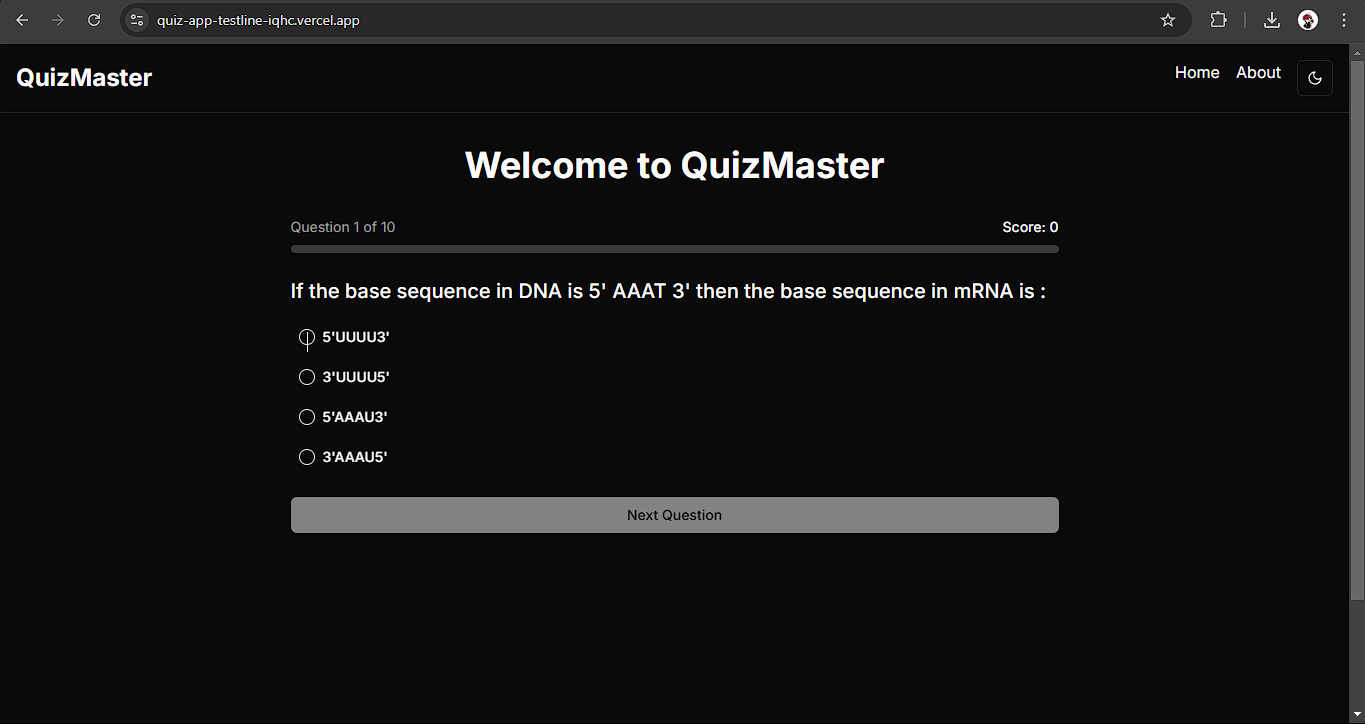 quiz-app-testline-iqhc.vercel.app
QuizMaster
Home About
Welcome to QuizMaster
Question 1 of 10
Score: 0
If the base sequence in DNA is 5' AAAT 3' then the base sequence in mRNA is :
5'UUUU3'
3'UUUU5'
5'AAAU3'
3'AAAU5'
Next Question